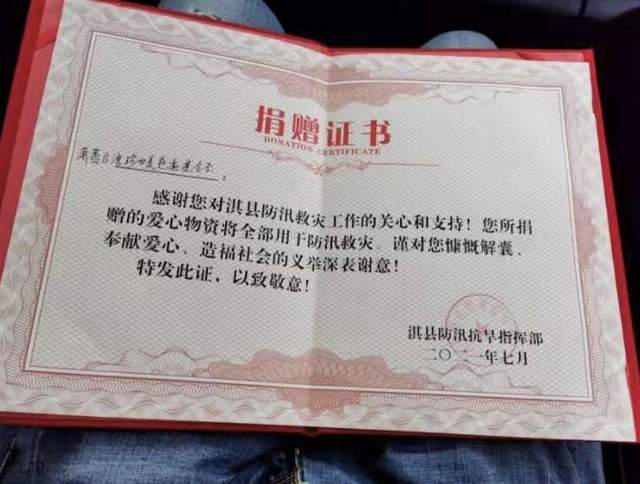 捐赠证书
DONATION CERTIFICATE
感谢您对淇县防汛救灾工作的关心和支持！您所捐
赠的爱心物资将全部用于防汛救灾。谨对您慷慨解囊、
奉献爱心、造福社会的义举深表谢意！
特发此证，以致敬意！
淇县防汛抗旱指挥部
二〇二一年七月